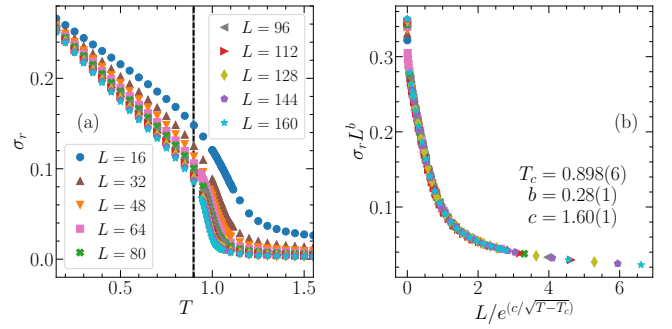 0.2
0.1
0.0
σ_r
(a)
L = 16
L = 32
L = 48
L = 64
L = 80
L = 96
L = 112
L = 128
L = 144
L = 160
0.5
1.0
1.5
T
0.3
0.2
0.1
σ_r L^b
(b)
T_c = 0.898(6)
b = 0.28(1)
c = 1.60(1)
0
2
4
6
L/e^{(c/√(T−T_c))}